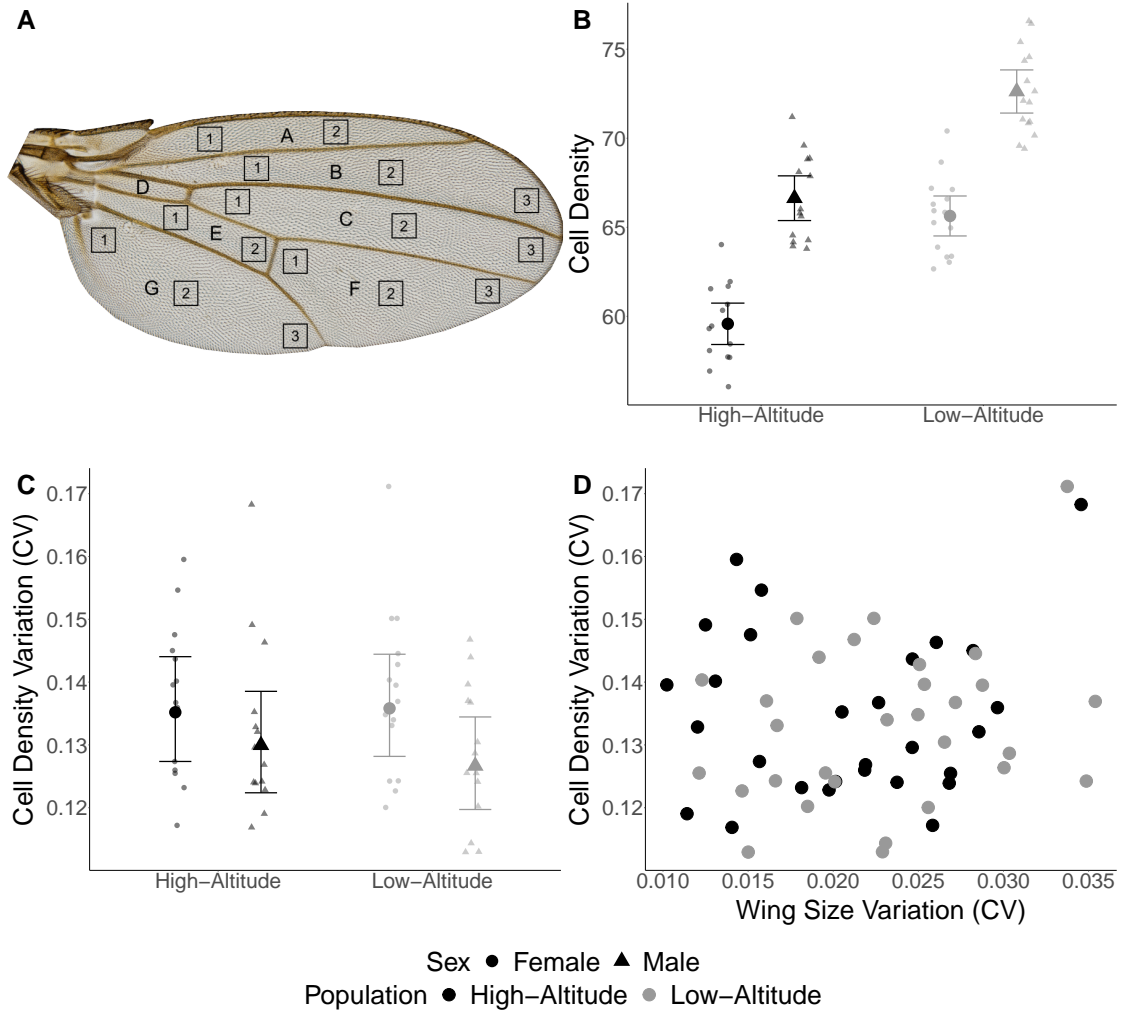 A
1
A
2
1
B
2
D
1
3
1
C
2
E
1
2
1
3
G
2
F
2
3
3
B
Cell Density
75
70
65
60
High−Altitude
Low−Altitude
C
Cell Density Variation (CV)
0.17
0.16
0.15
0.14
0.13
0.12
High−Altitude
Low−Altitude
D
Cell Density Variation (CV)
0.17
0.16
0.15
0.14
0.13
0.12
0.010 0.015 0.020 0.025 0.030 0.035
Wing Size Variation (CV)
Sex Female Male
Population High−Altitude Low−Altitude